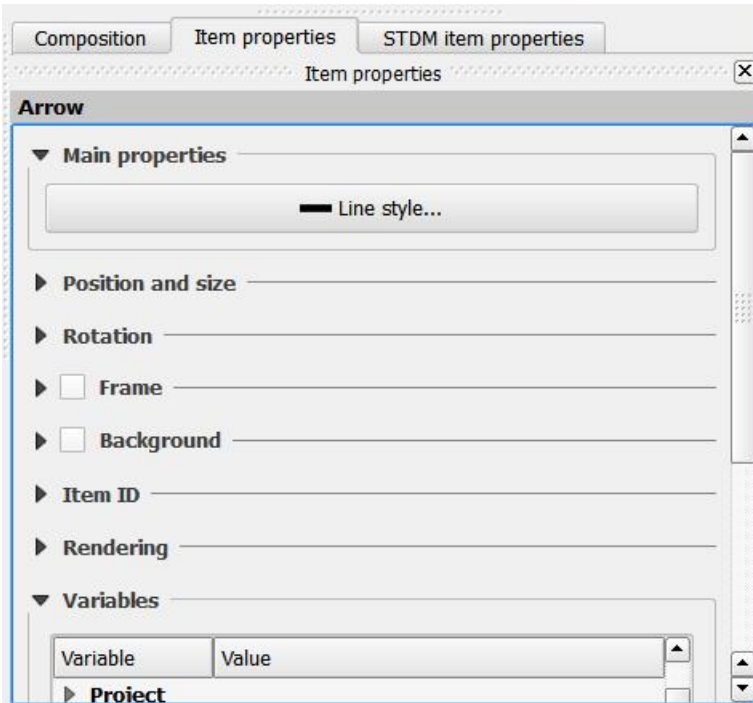 Composition Item properties STDM item properties
Item properties
Arrow
Main properties
Line style...
Position and size
Rotation
Frame
Background
Item ID
Rendering
Variables
Variable Value
Project